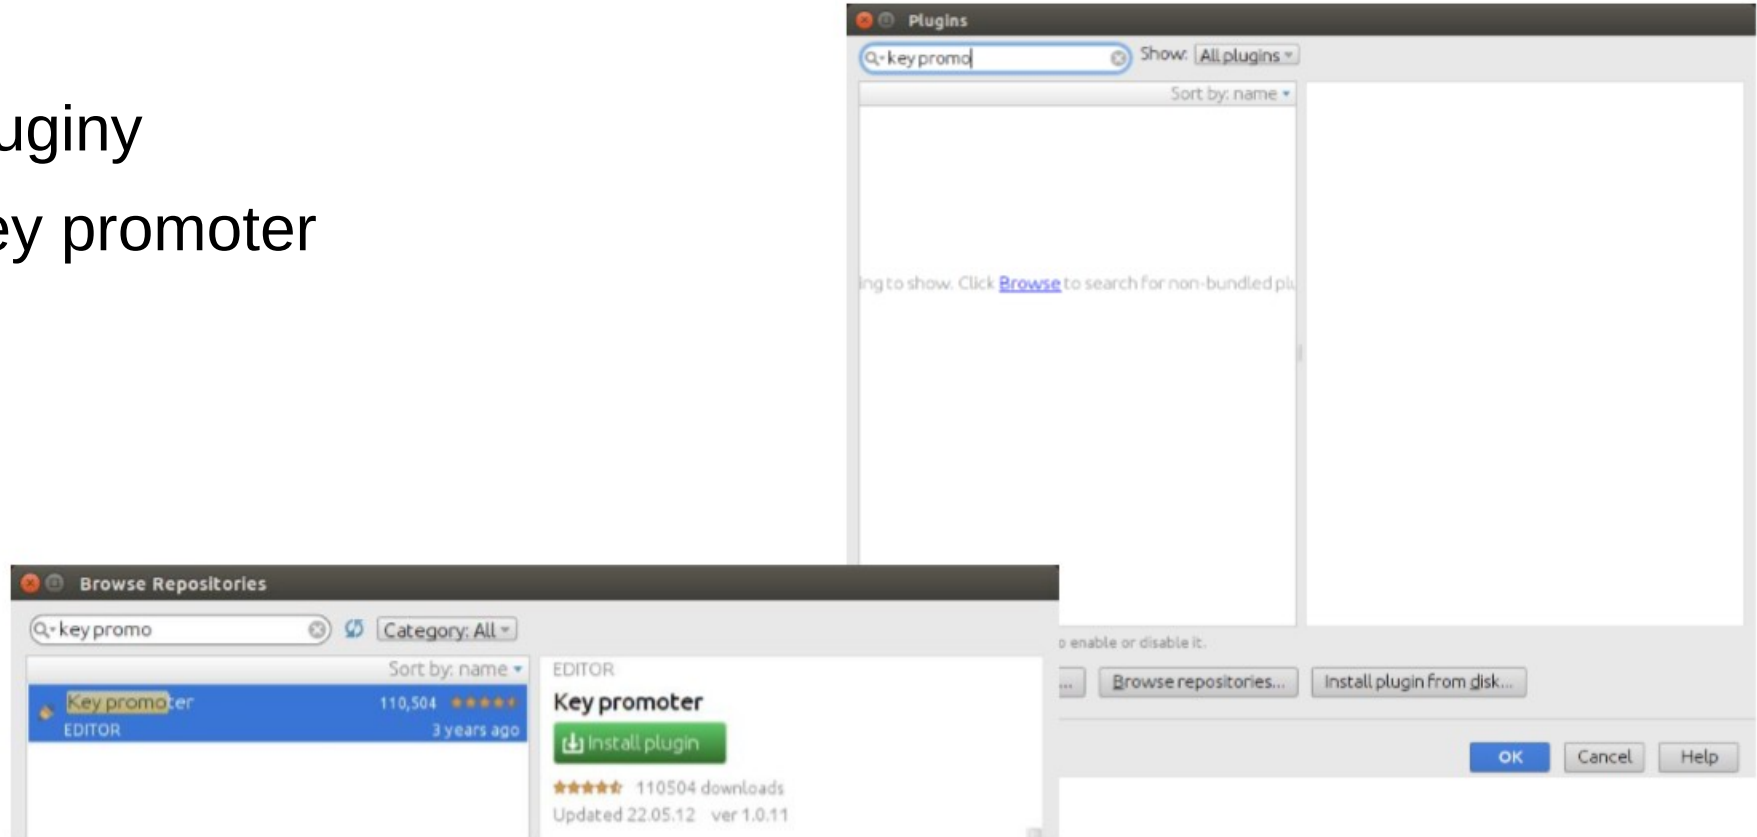 uginy
ey promoter
Plugins
key promo
Show: All plugins
Sort by: name
ing to show. Click Browse to search for non-bundled plu
o enable or disable it.
... Browse repositories... Install plugin from disk...
OK Cancel Help
Browse Repositories
key promo
Category: All
Sort by: name
Key promoter 110,504
EDITOR 3 years ago
EDITOR
Key promoter
Install plugin
110504 downloads
Updated 22.05.12 ver 1.0.11